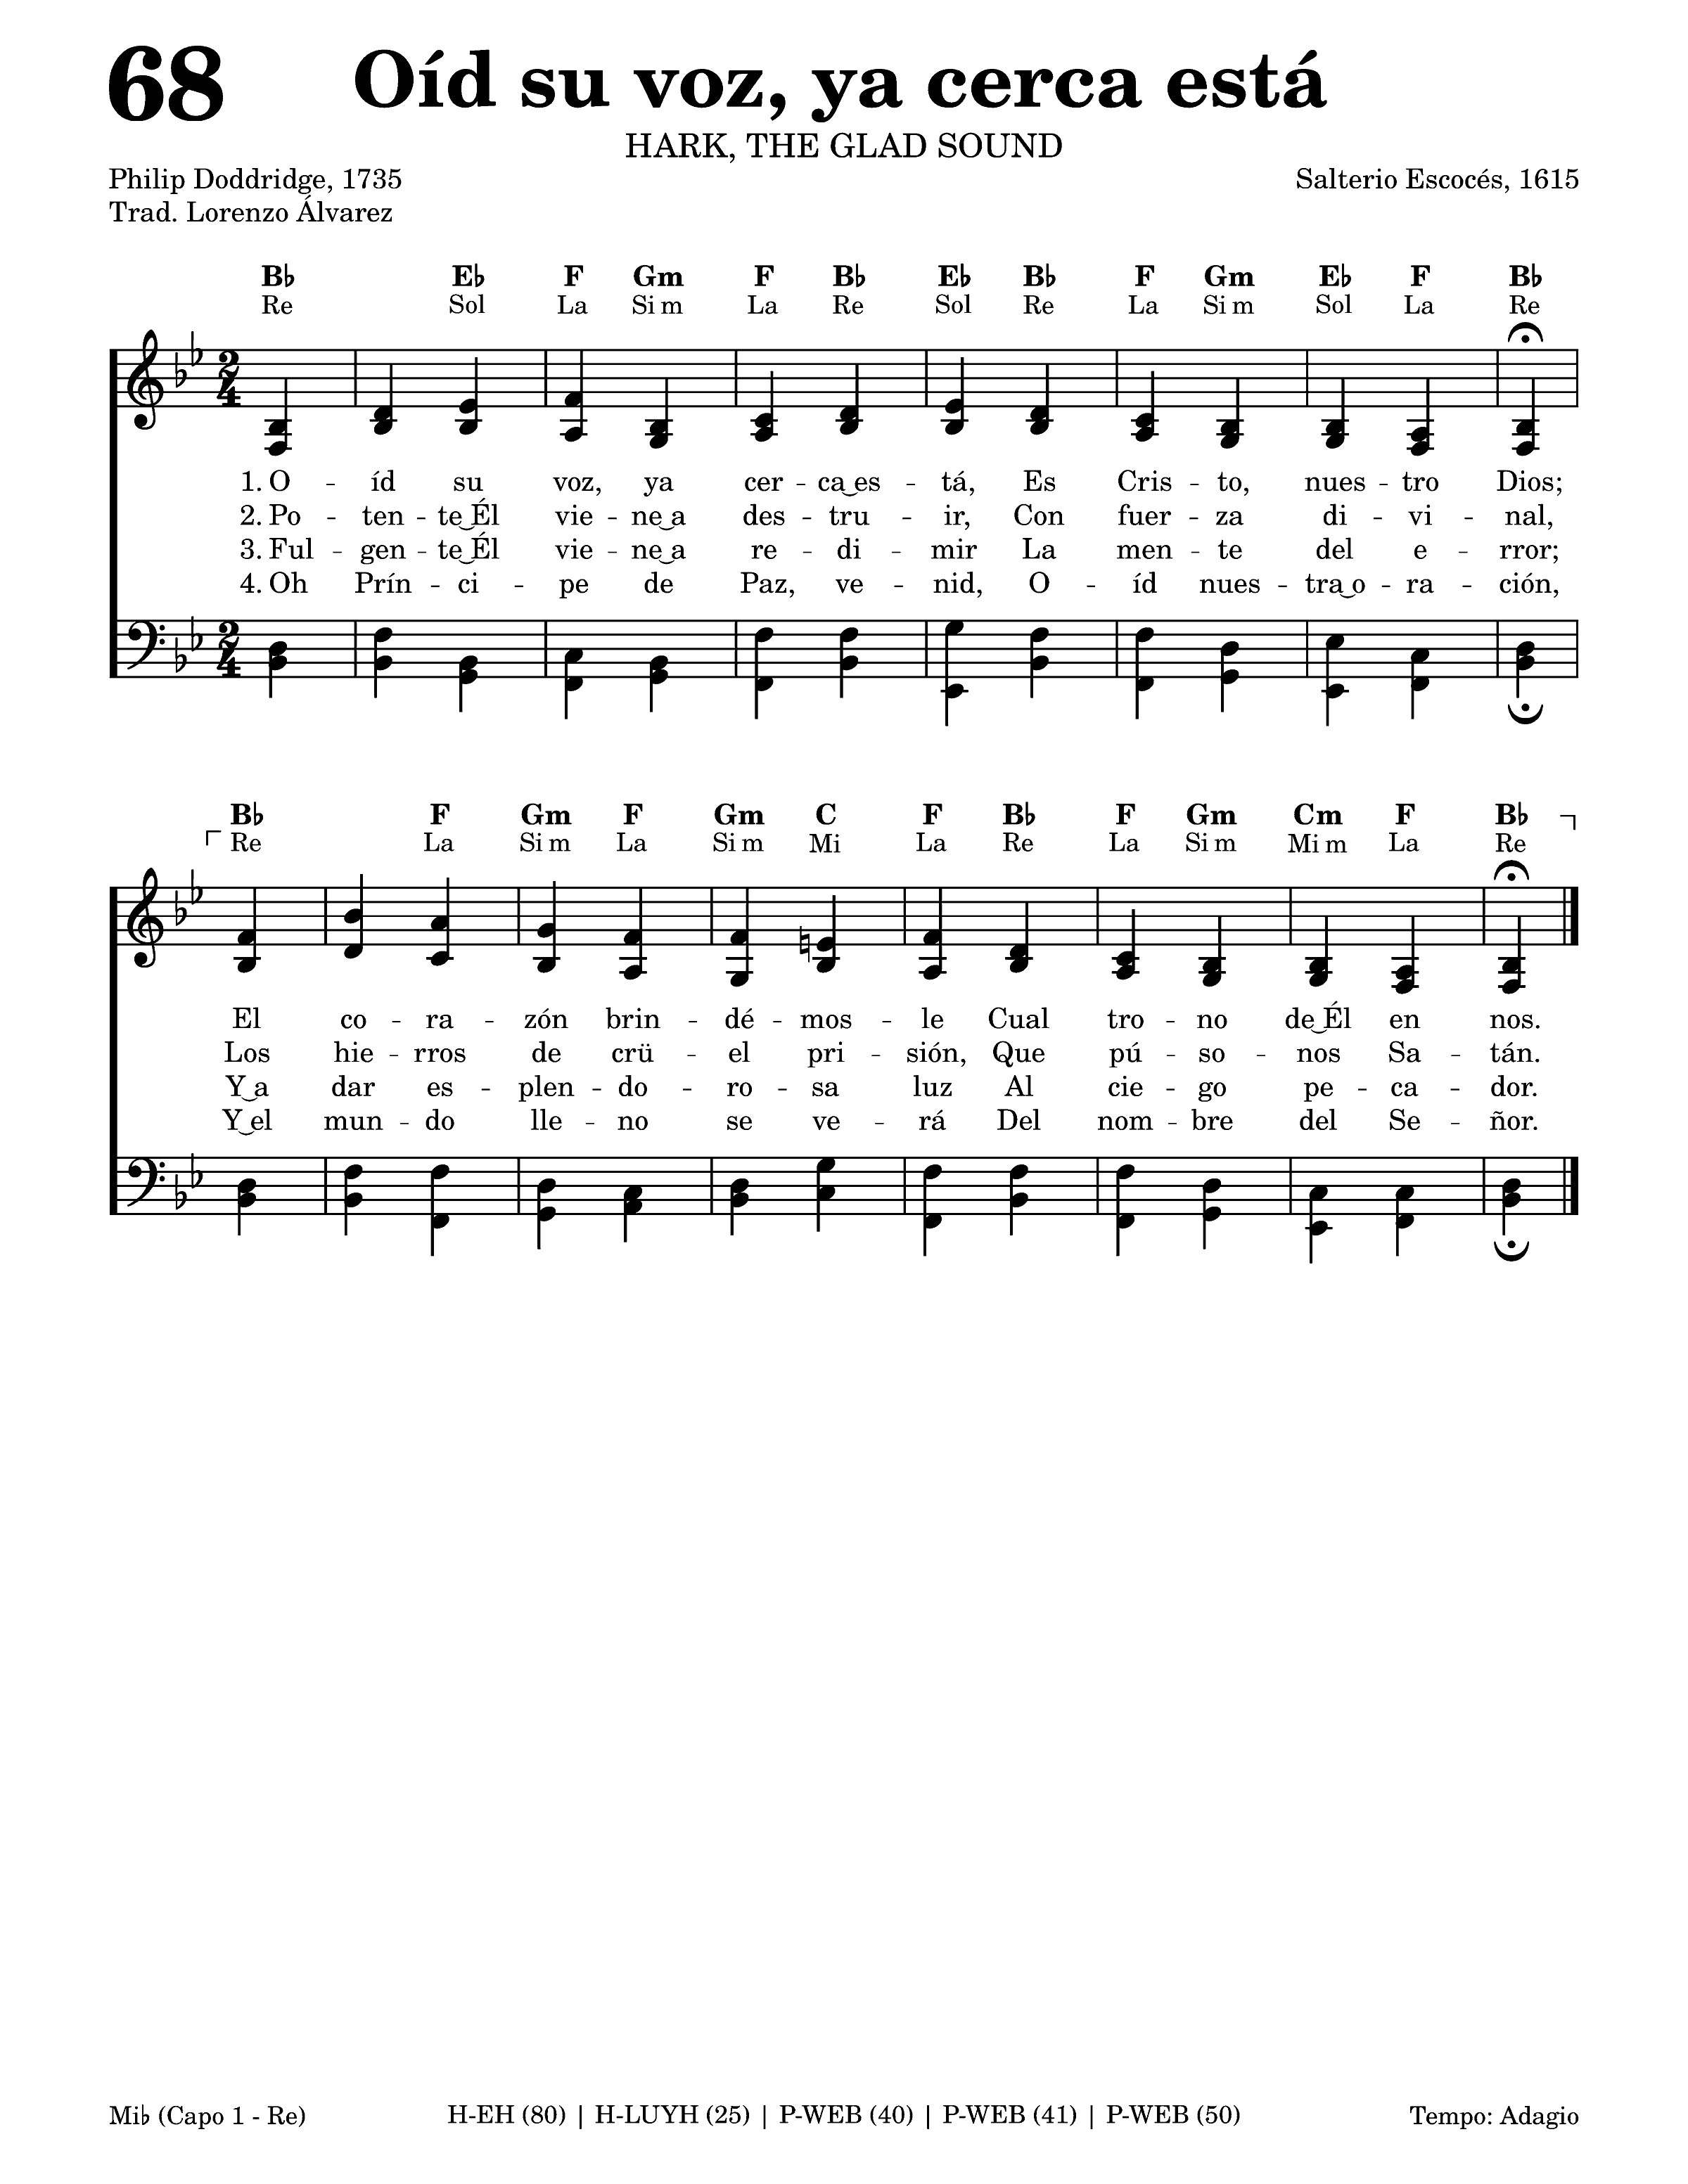 68 Oíd su voz, ya cerca está
HARK, THE GLAD SOUND
Philip Doddridge, 1735 Salterio Escocés, 1615
Trad. Lorenzo Álvarez
B♭ E♭ F Gm F B♭ E♭ B♭ F Gm E♭ F B♭
Re Sol La Si m La Re Sol Re La Si m Sol La Re
2 4
1. O - íd su voz, ya cer - ca‿es - tá, Es Cris - to, nues - tro Dios;
2. Po - ten - te‿Él vie - ne‿a des - tru - ir, Con fuer - za di - vi - nal,
3. Ful - gen - te‿Él vie - ne‿a re - di - mir La men - te del e - rror;
4. Oh Prín - ci - pe de Paz, ve - nid, O - íd nues - tra‿o - ra - ción,
2 4
B♭ F Gm F Gm C F B♭ F Gm Cm F B♭
Re La Si m La Si m Mi La Re La Si m Mi m La Re
El co - ra - zón brin - dé - mos - le Cual tro - no de‿Él en nos.
Los hie - rros de crü - el pri - sión, Que pú - so - nos Sa - tán.
Y‿a dar es - plen - do - ro - sa luz Al cie - go pe - ca - dor.
Y‿el mun - do lle - no se ve - rá Del nom - bre del Se - ñor.
Mi♭ (Capo 1 - Re) H-EH (80) | H-LUYH (25) | P-WEB (40) | P-WEB (41) | P-WEB (50) Tempo: Adagio